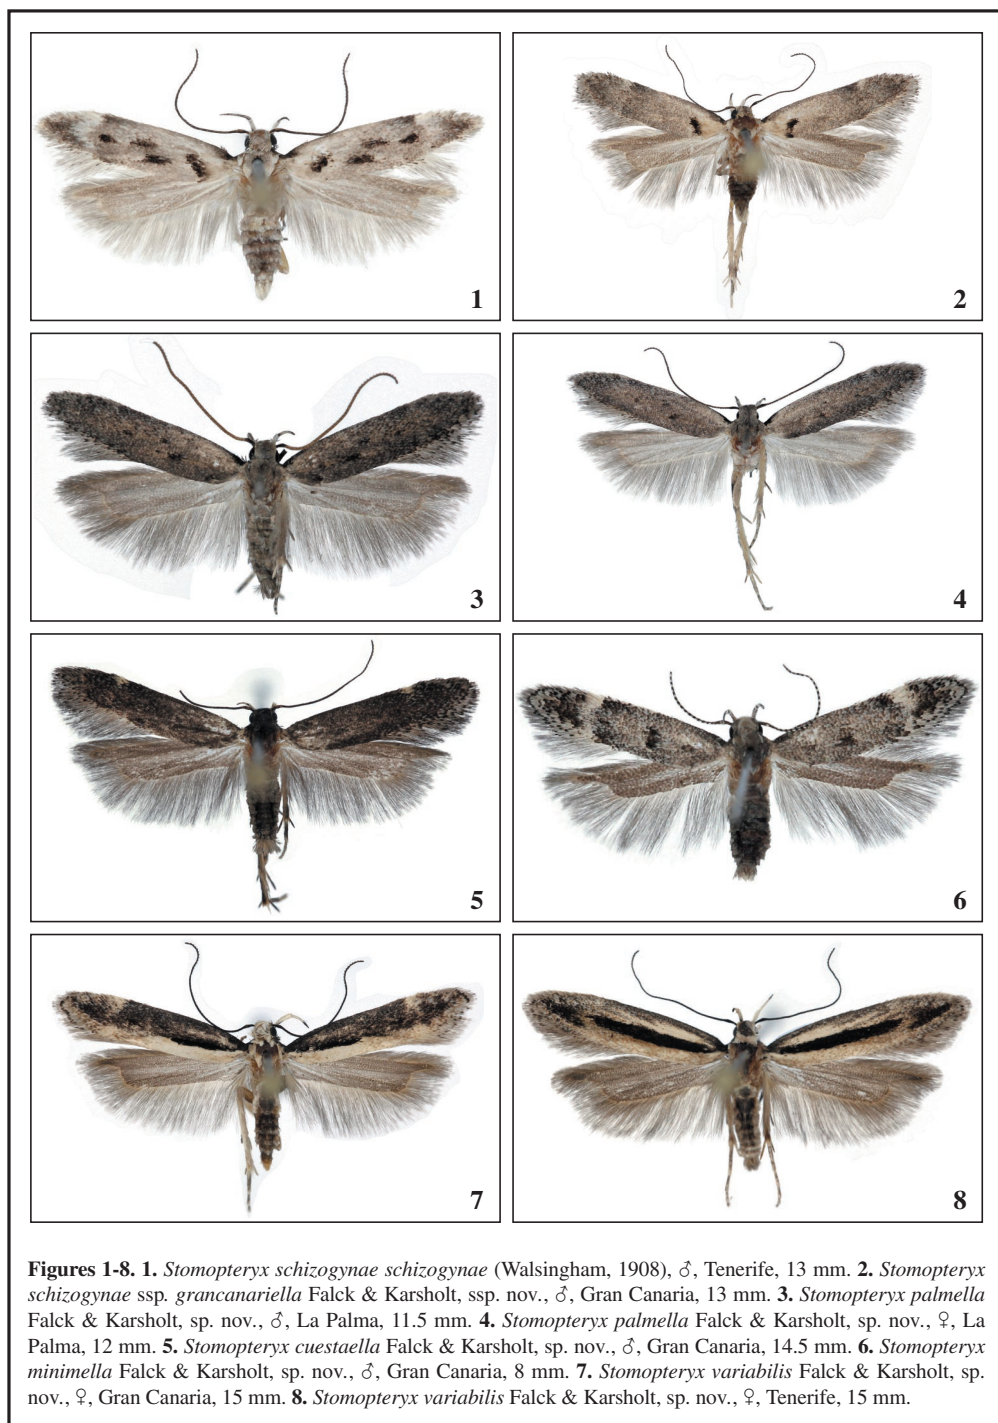 1
2
3
4
5
6
7
8
Figures 1-8. 1. Stomopteryx schizogynae schizogynae (Walsingham, 1908), ♂, Tenerife, 13 mm. 2. Stomopteryx
schizogynae ssp. grancanariella Falck & Karsholt, ssp. nov., ♂, Gran Canaria, 13 mm. 3. Stomopteryx palmella
Falck & Karsholt, sp. nov., ♂, La Palma, 11.5 mm. 4. Stomopteryx palmella Falck & Karsholt, sp. nov., ♀, La
Palma, 12 mm. 5. Stomopteryx cuestaella Falck & Karsholt, sp. nov., ♂, Gran Canaria, 14.5 mm. 6. Stomopteryx
minimella Falck & Karsholt, sp. nov., ♂, Gran Canaria, 8 mm. 7. Stomopteryx variabilis Falck & Karsholt, sp.
nov., ♀, Gran Canaria, 15 mm. 8. Stomopteryx variabilis Falck & Karsholt, sp. nov., ♀, Tenerife, 15 mm.